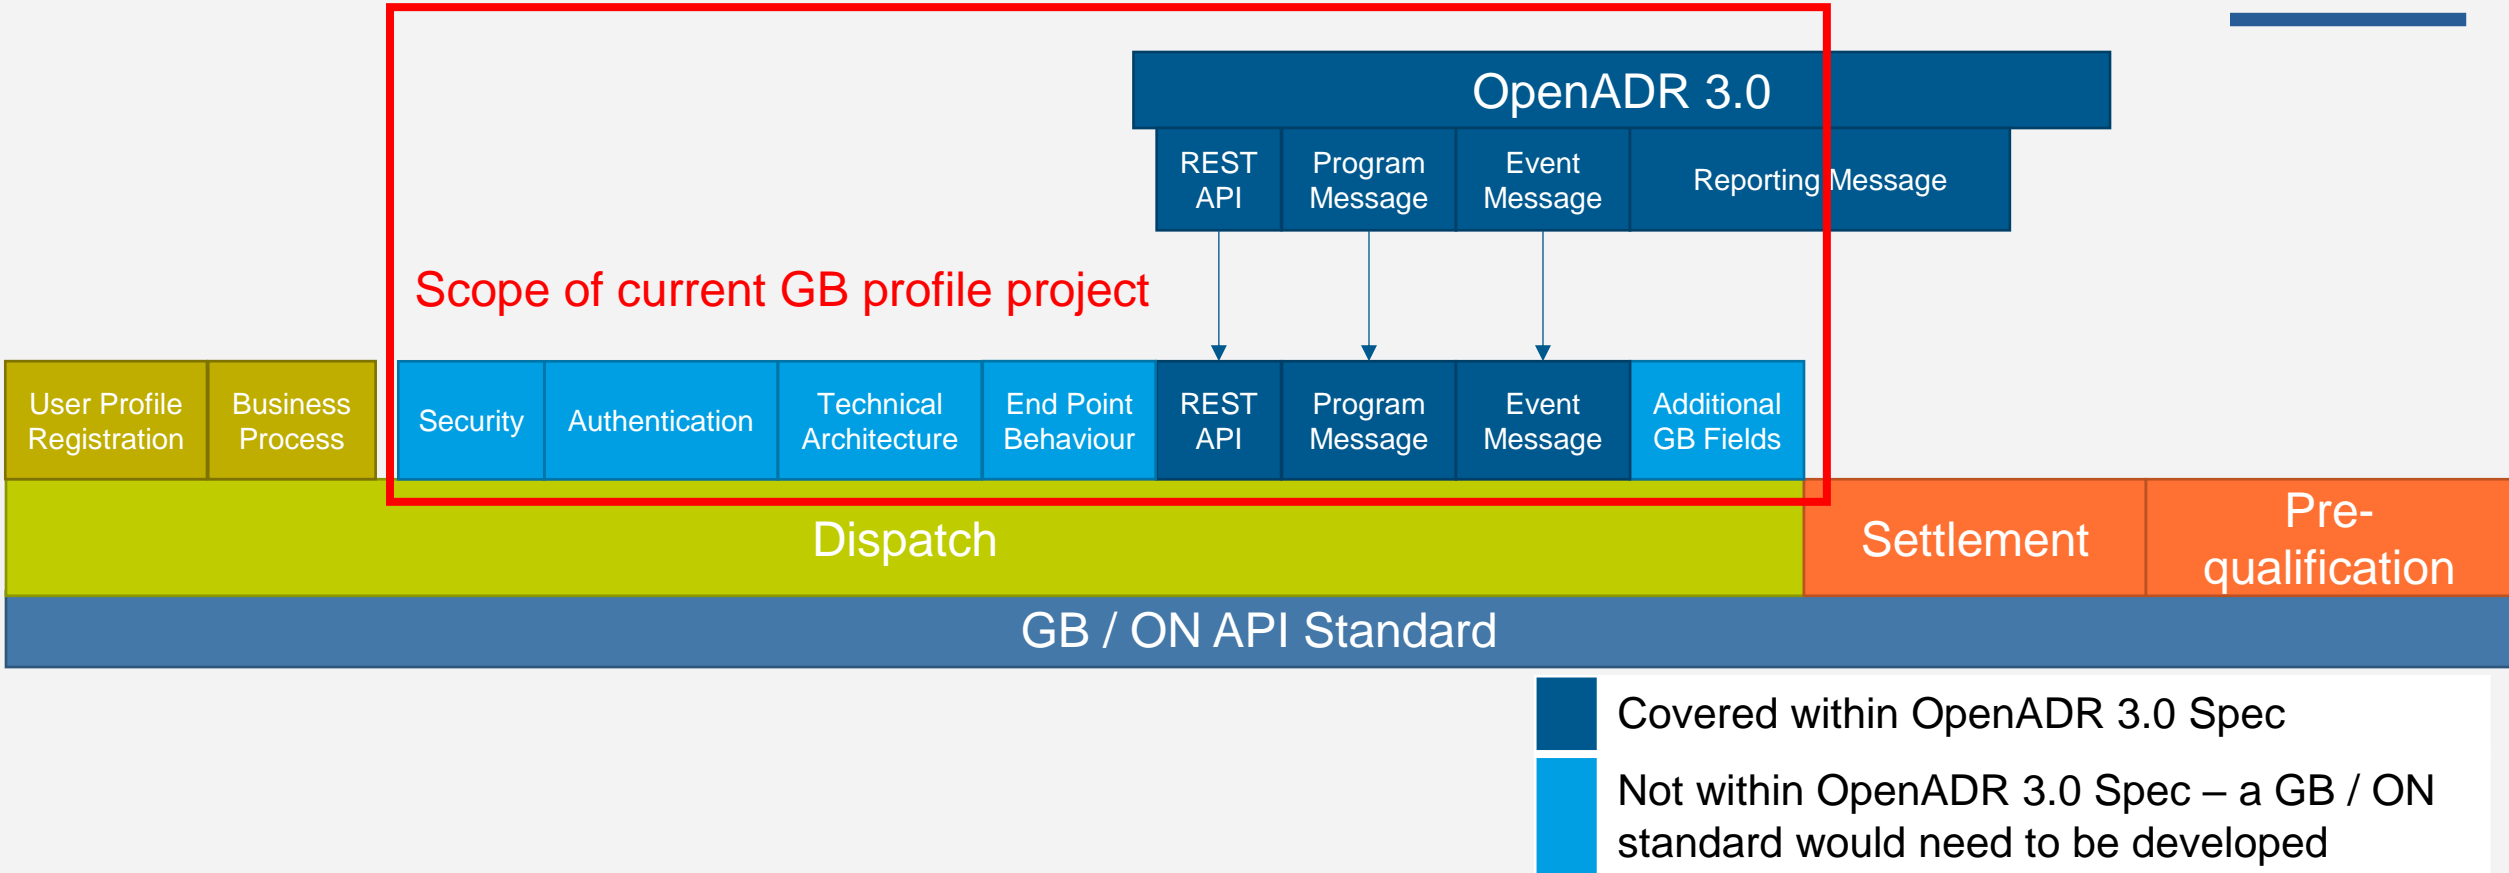 OpenADR 3.0
REST
API
Program
Message
Event
Message
Reporting Message
Scope of current GB profile project
User Profile
Registration
Business
Process
Security
Authentication
Technical
Architecture
End Point
Behaviour
REST
API
Program
Message
Event
Message
Additional
GB Fields
Dispatch
Settlement
Pre-
qualification
GB / ON API Standard
Covered within OpenADR 3.0 Spec
Not within OpenADR 3.0 Spec – a GB / ON
standard would need to be developed